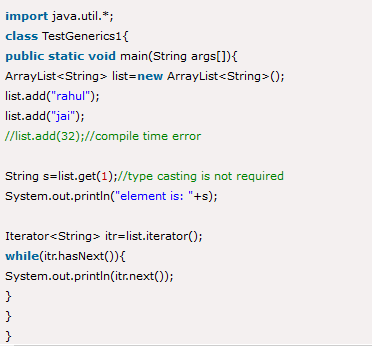 import java.util.*;
class TestGenerics1{
public static void main(String args[]){
ArrayList<String> list=new ArrayList<String>();
list.add("rahul");
list.add("jai");
//list.add(32);//compile time error
String s=list.get(1);//type casting is not required
System.out.println("element is: "+s);
Iterator<String> itr=list.iterator();
while(itr.hasNext()){
System.out.println(itr.next());
}
}
}